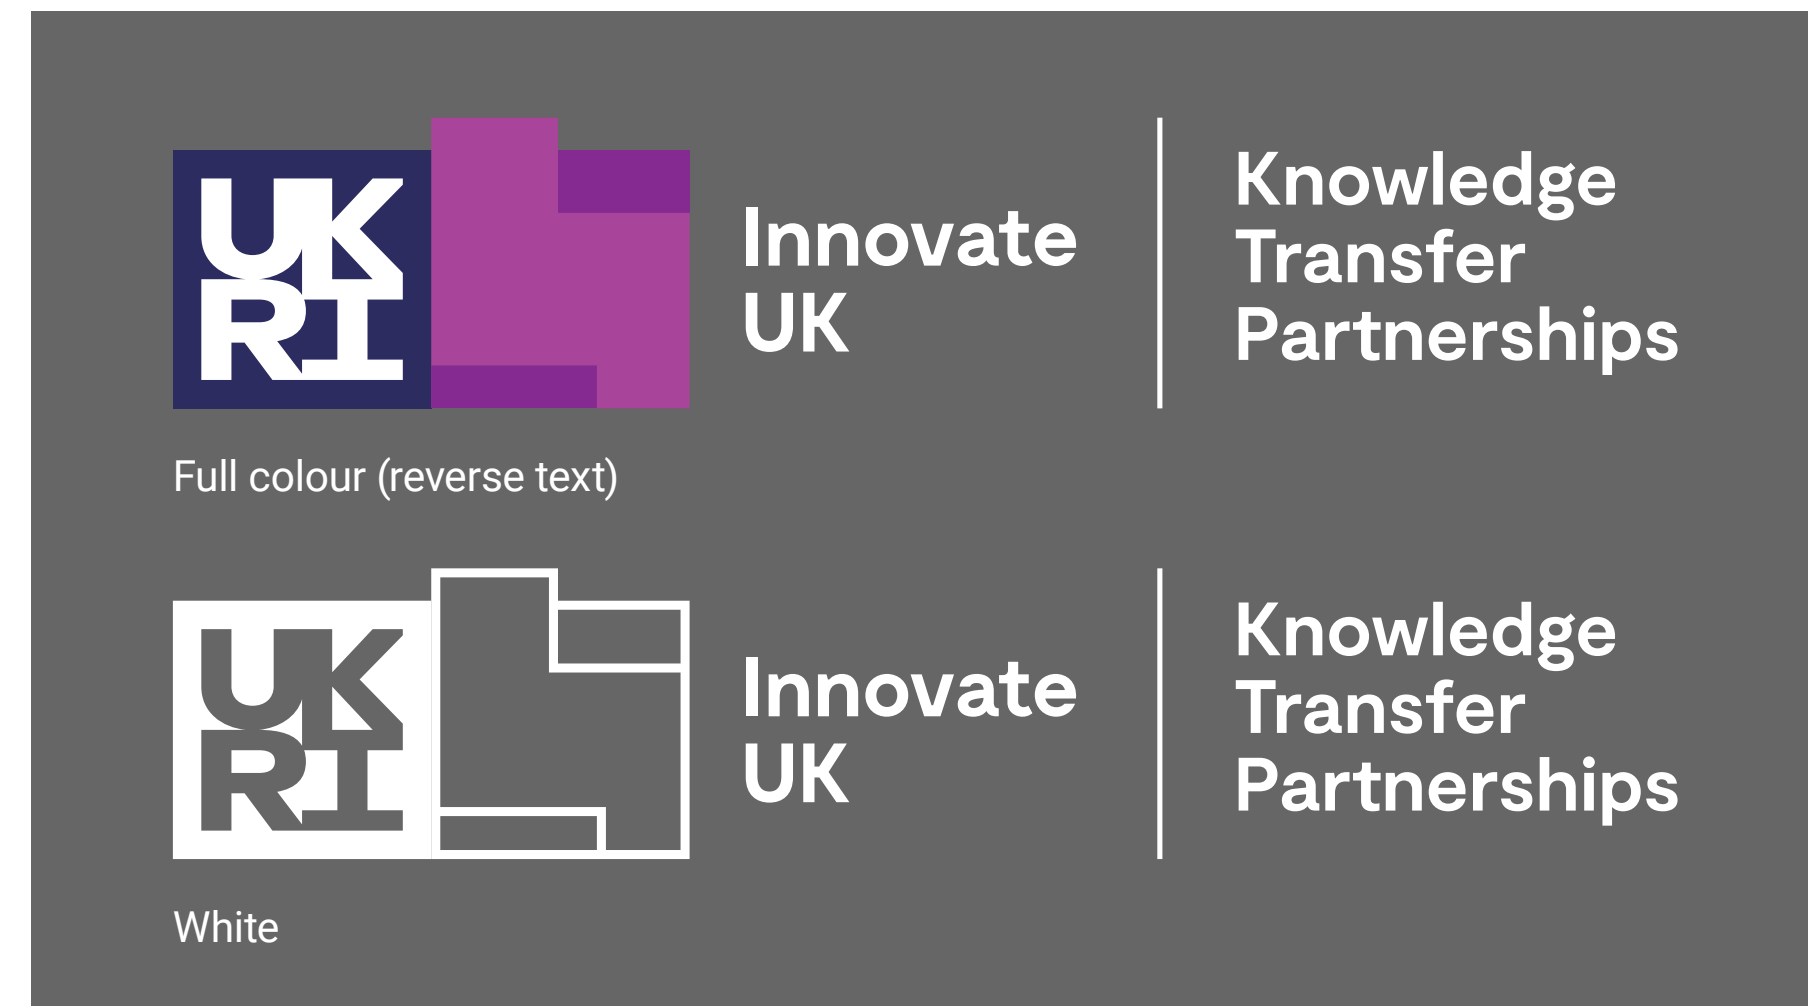 UK
RI
Innovate
UK
Knowledge
Transfer
Partnerships
Full colour (reverse text)
UK
RI
Innovate
UK
Knowledge
Transfer
Partnerships
White